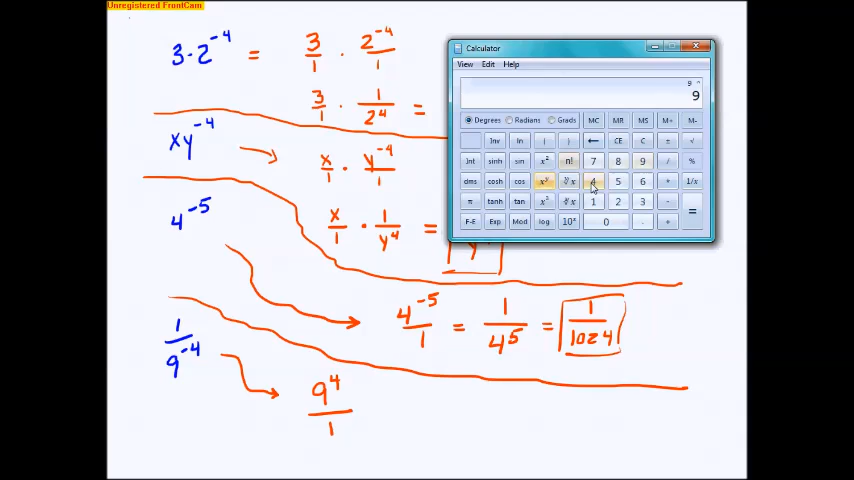 Unregistered FrontCam
3·2^-4 = 3/1 · 2^-4/1
3/1 · 1/2^4 =
xy^-4
x/1 · y^-4/1
x/1 · 1/y^4 =
y
4^-5
4^-5/1 = 1/4^5 = 1/1024
1/9^-4
9^4/1
Calculator
View Edit Help
9 ^
9
Degrees Radians Grads MC MR MS M+ M-
Inv ln ( ) ← CE C ± √
Int sinh sin x² n! 7 8 9 / %
dms cosh cos x^y ʸ√x 4 5 6 * 1/x
π tanh tan x³ ³√x 1 2 3 - =
F-E Exp Mod log 10ˣ 0 . +